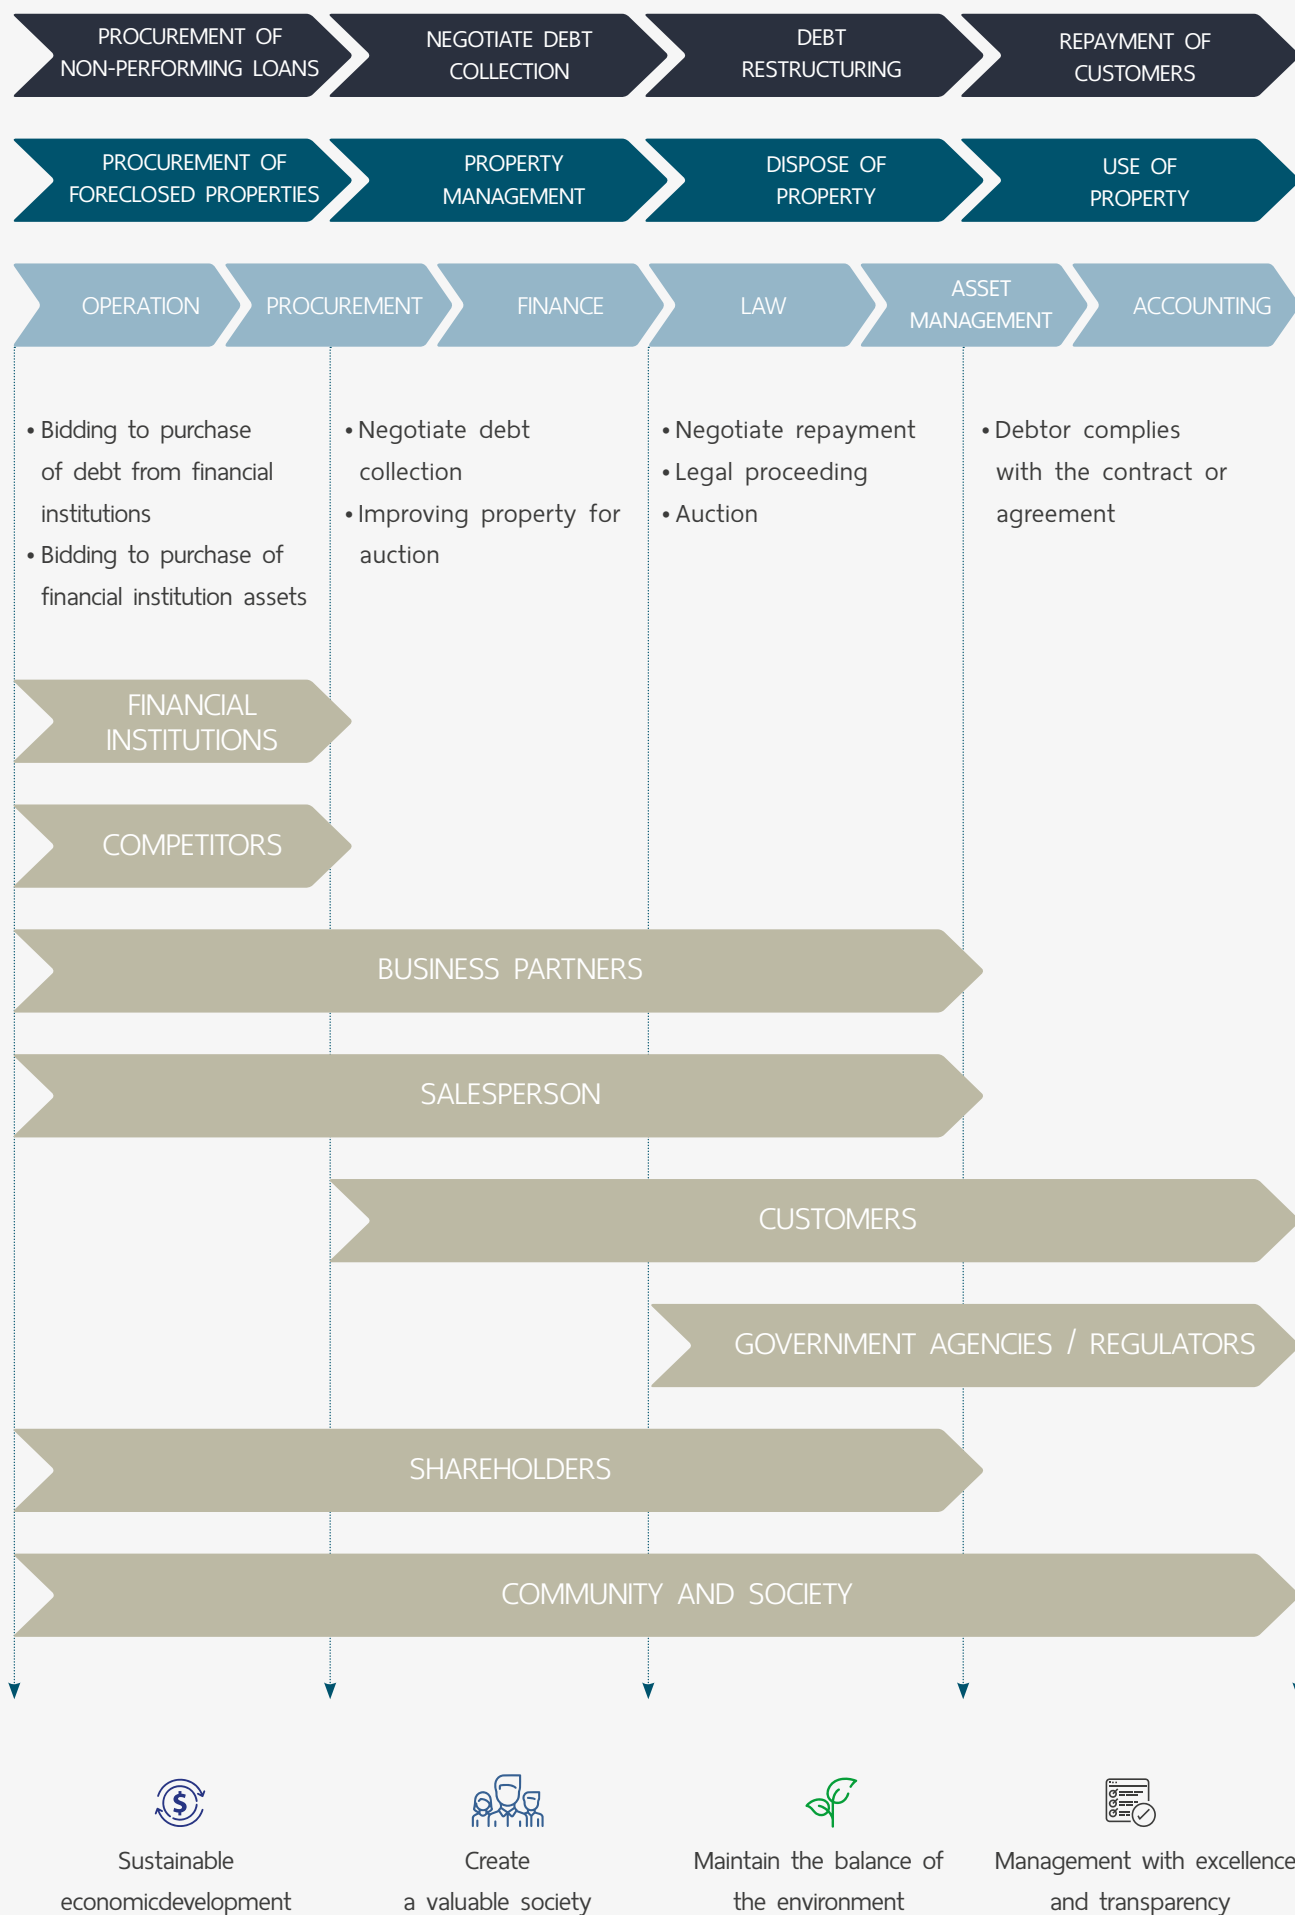 PROCUREMENT OF
NON-PERFORMING LOANS
NEGOTIATE DEBT
COLLECTION
DEBT
RESTRUCTURING
REPAYMENT OF
CUSTOMERS
PROCUREMENT OF
FORECLOSED PROPERTIES
PROPERTY
MANAGEMENT
DISPOSE OF
PROPERTY
USE OF
PROPERTY
OPERATION
PROCUREMENT
FINANCE
LAW
ASSET
MANAGEMENT
ACCOUNTING
• Bidding to purchase
of debt from financial
institutions
• Bidding to purchase of
financial institution assets
• Negotiate debt
collection
• Improving property for
auction
• Negotiate repayment
• Legal proceeding
• Auction
• Debtor complies
with the contract or
agreement
FINANCIAL
INSTITUTIONS
COMPETITORS
BUSINESS PARTNERS
SALESPERSON
CUSTOMERS
GOVERNMENT AGENCIES / REGULATORS
SHAREHOLDERS
COMMUNITY AND SOCIETY
$
Sustainable
economicdevelopment
Create
a valuable society
Maintain the balance of
the environment
Management with excellence
and transparency